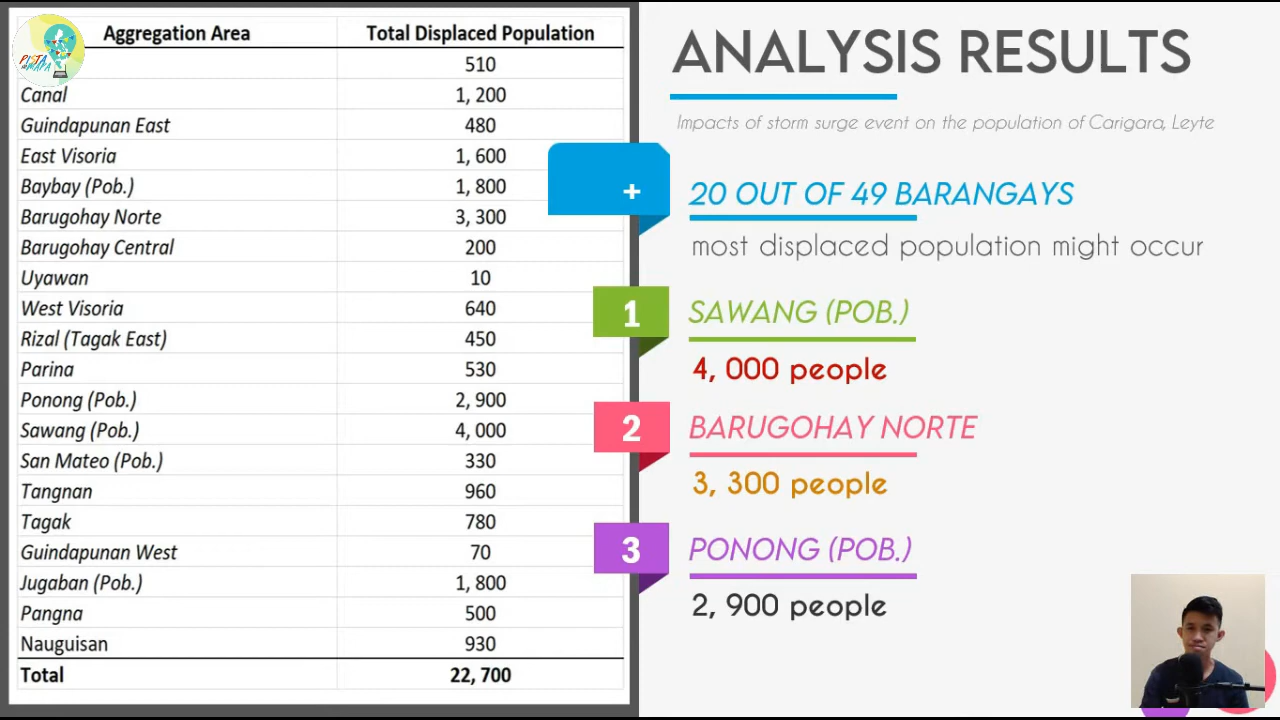 Aggregation Area Total Displaced Population
510
Canal 1, 200
Guindapunan East 480
East Visoria 1, 600
Baybay (Pob.) 1, 800
Barugohay Norte 3, 300
Barugohay Central 200
Uyawan 10
West Visoria 640
Rizal (Tagak East) 450
Parina 530
Ponong (Pob.) 2, 900
Sawang (Pob.) 4, 000
San Mateo (Pob.) 330
Tangnan 960
Tagak 780
Guindapunan West 70
Jugaban (Pob.) 1, 800
Pangna 500
Nauguisan 930
Total 22, 700
ANALYSIS RESULTS
Impacts of storm surge event on the population of Carigara, Leyte
+ 20 OUT OF 49 BARANGAYS
most displaced population might occur
1 SAWANG (POB.)
4, 000 people
2 BARUGOHAY NORTE
3, 300 people
3 PONONG (POB.)
2, 900 people